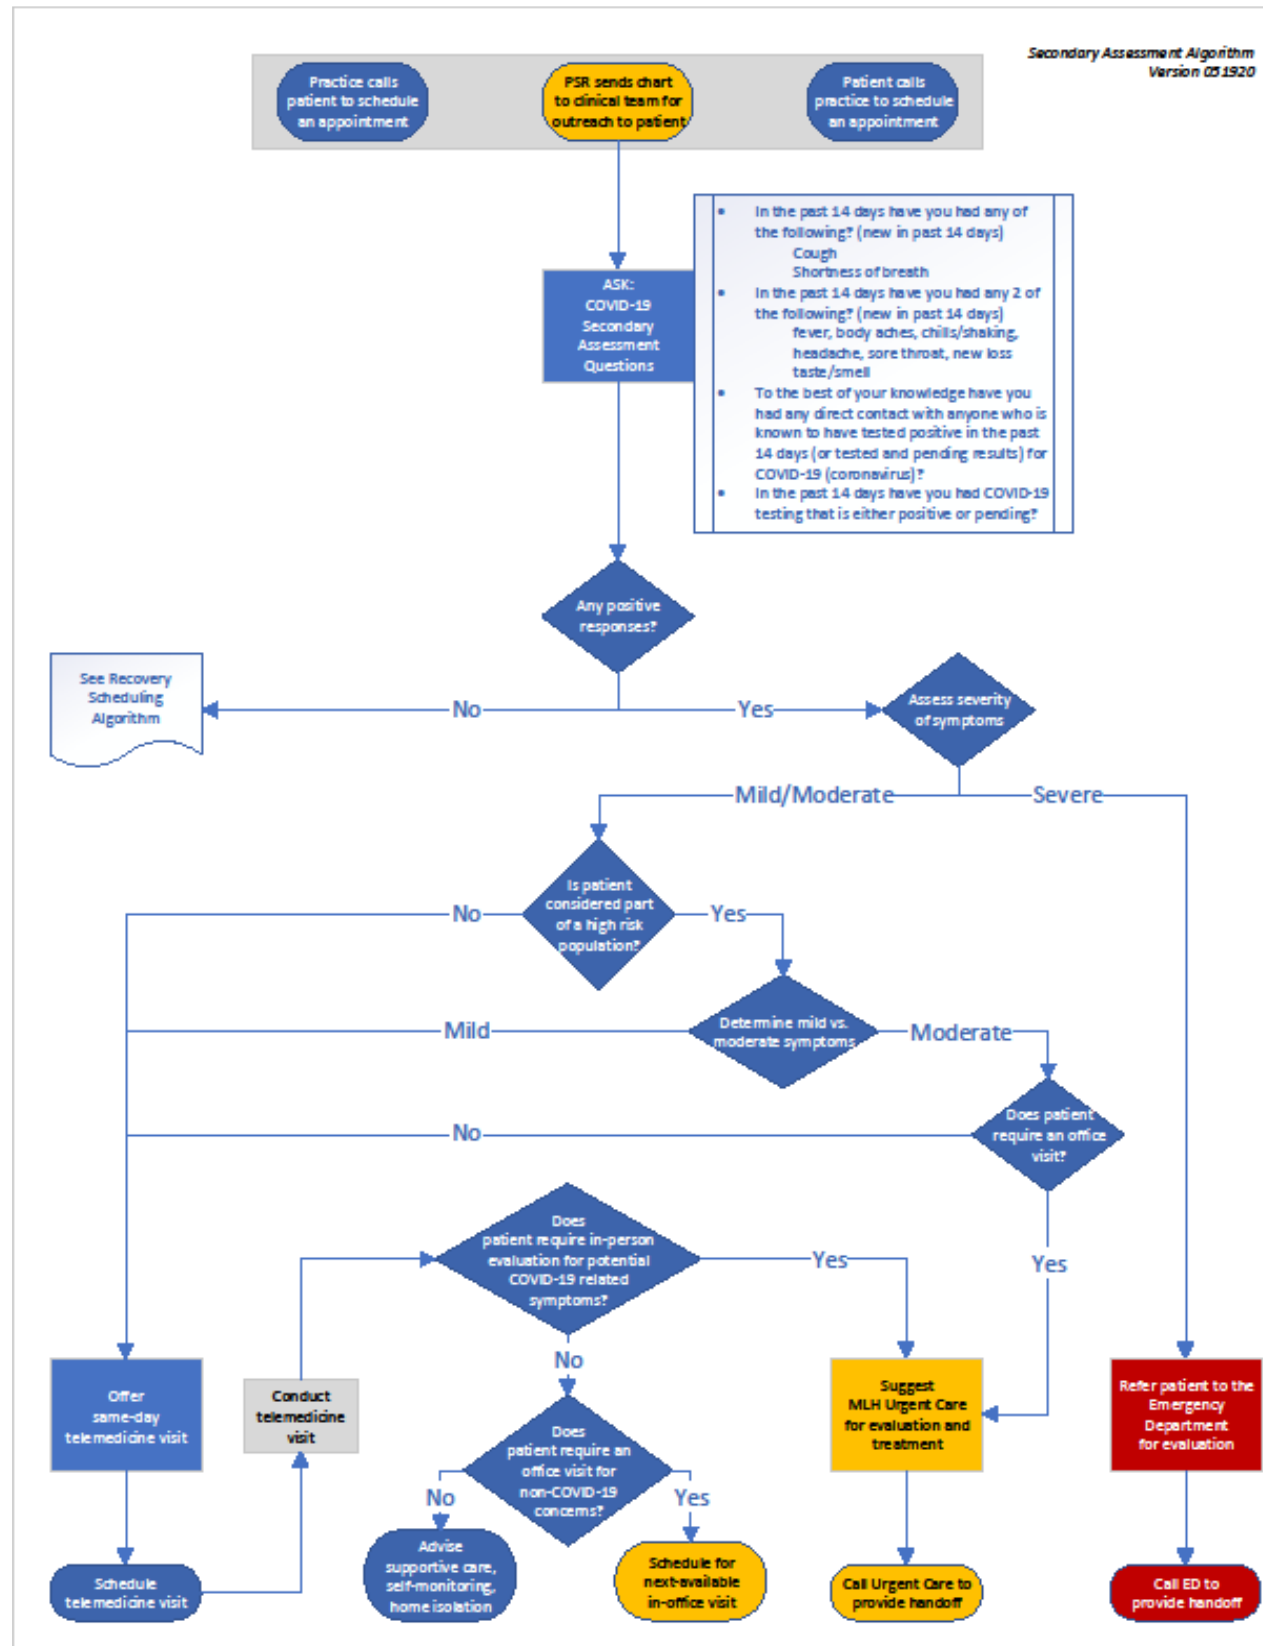 Secondary Assessment Algorithm
Version 051920
Practice calls
patient to schedule
an appointment
PSR sends chart
to clinical team for
outreach to patient
Patient calls
practice to schedule
an appointment
ASK:
COVID-19
Secondary
Assessment
Questions
• In the past 14 days have you had any of
the following? (new in past 14 days)
Cough
Shortness of breath
• In the past 14 days have you had any 2 of
the following? (new in past 14 days)
fever, body aches, chills/shaking,
headache, sore throat, new loss
taste/smell
• To the best of your knowledge have you
had any direct contact with anyone who is
known to have tested positive in the past
14 days (or tested and pending results) for
COVID-19 (coronavirus)?
• In the past 14 days have you had COVID-19
testing that is either positive or pending?
Any positive
responses?
See Recovery
Scheduling
Algorithm
No
Yes
Assess severity
of symptoms
Mild/Moderate
Severe
Is patient
considered part
of a high risk
population?
No
Yes
Determine mild vs.
moderate symptoms
Mild
Moderate
Does patient
require an office
visit?
No
Yes
Does
patient require in-person
evaluation for potential
COVID-19 related
symptoms?
Yes
No
Offer
same-day
telemedicine visit
Conduct
telemedicine
visit
Does
patient require an
office visit for
non-COVID-19
concerns?
No
Yes
Suggest
MLH Urgent Care
for evaluation and
treatment
Refer patient to the
Emergency
Department
for evaluation
Schedule
telemedicine visit
Advise
supportive care,
self-monitoring,
home isolation
Schedule for
next-available
in-office visit
Call Urgent Care to
provide handoff
Call ED to
provide handoff